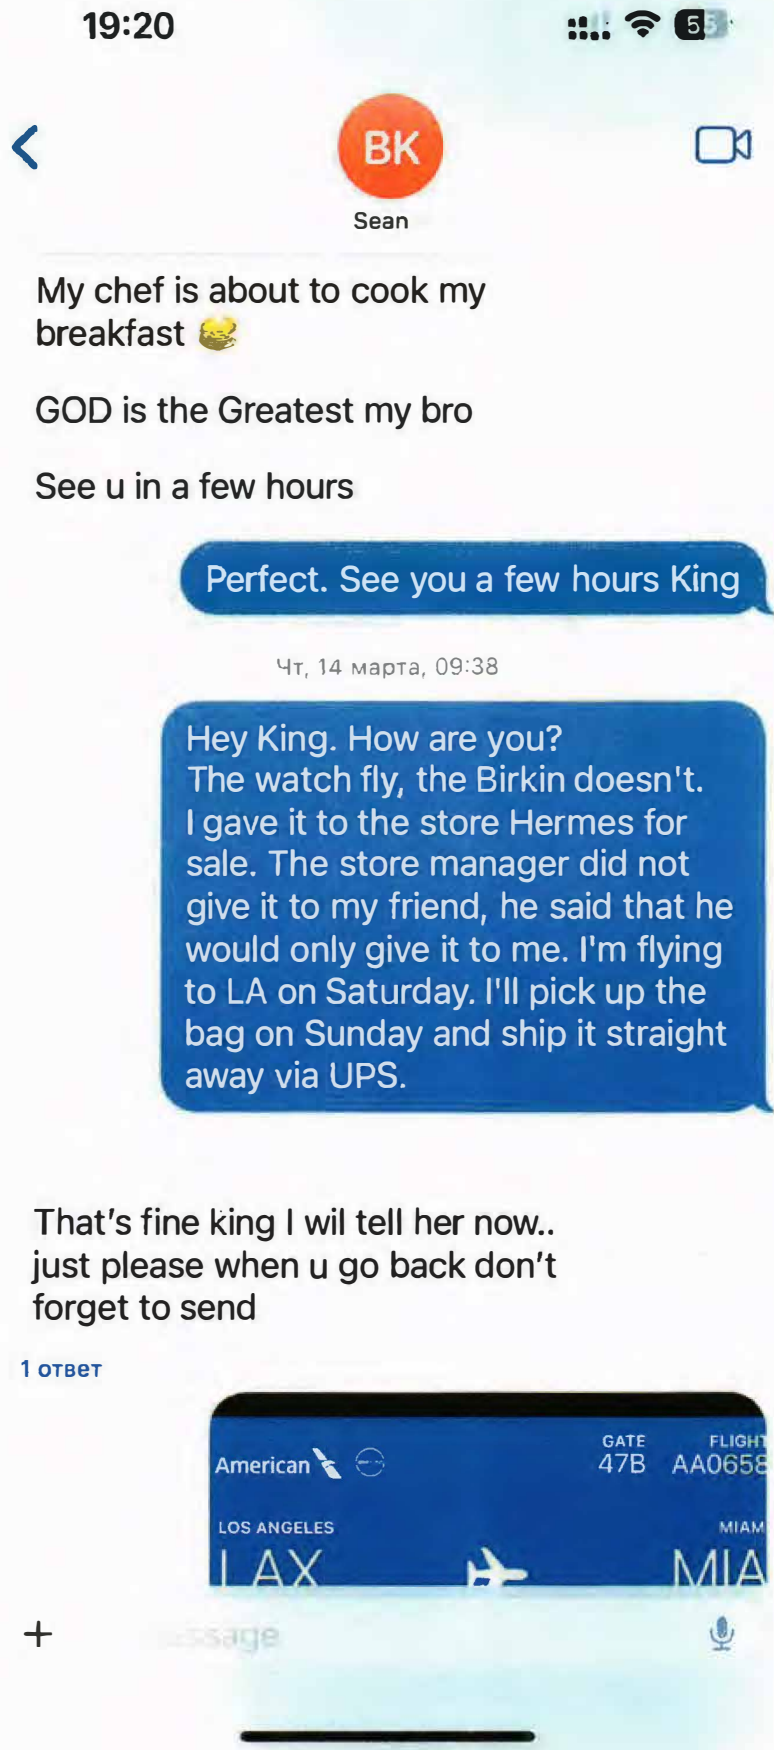 19:20
55
BK
Sean
My chef is about to cook my
breakfast
GOD is the Greatest my bro
See u in a few hours
Perfect. See you a few hours King
Чт, 14 марта, 09:38
Hey King. How are you?
The watch fly, the Birkin doesn't.
I gave it to the store Hermes for
sale. The store manager did not
give it to my friend, he said that he
would only give it to me. I'm flying
to LA on Saturday. I'll pick up the
bag on Sunday and ship it straight
away via UPS.
That's fine king I wil tell her now..
just please when u go back don't
forget to send
1 ответ
GATE FLIGHT
American 47B AA0658
LOS ANGELES MIAM
LAX MIA